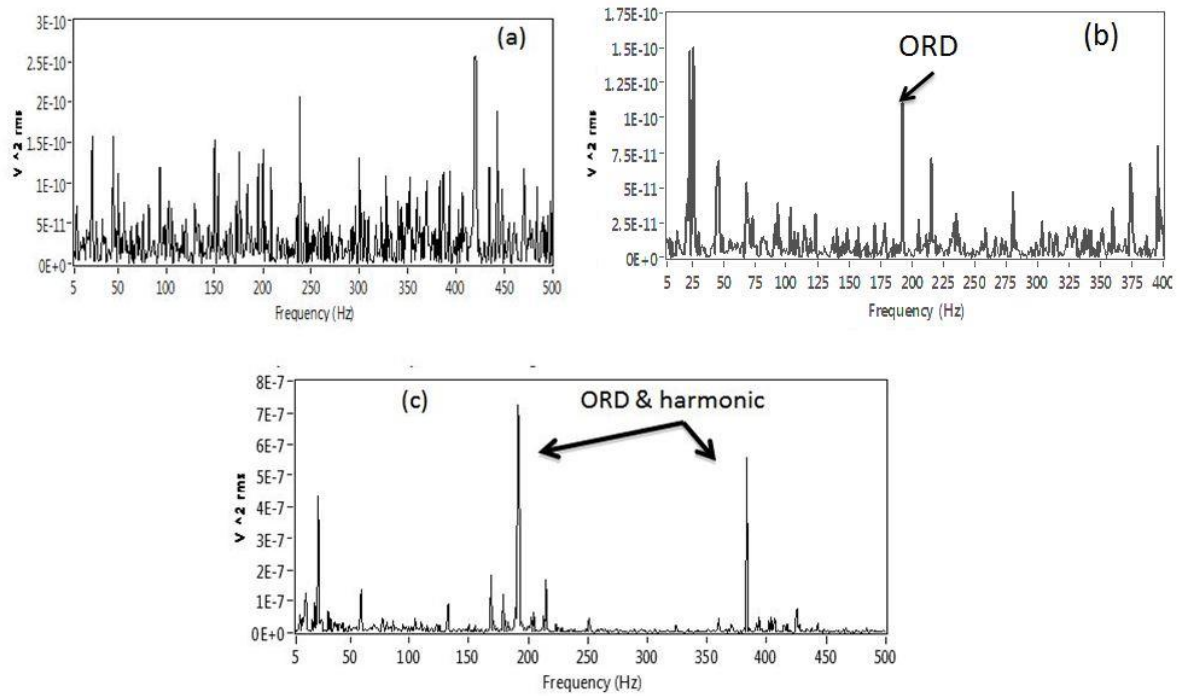 (a)
3E-10
2.5E-10
2E-10
1.5E-10
1E-10
5E-11
0E+0
V ^2 rms
5 50 100 150 200 250 300 350 400 450 500
Frequency (Hz)
(b)
ORD
1.75E-10
1.5E-10
1.25E-10
1E-10
7.5E-11
5E-11
2.5E-11
0E+0
V ^2 rms
5 25 50 75 100 125 150 175 200 225 250 275 300 325 350 375 400
Frequency (Hz)
(c)
ORD & harmonic
8E-7
7E-7
6E-7
5E-7
4E-7
3E-7
2E-7
1E-7
0E+0
V ^2 rms
5 50 100 150 200 250 300 350 400 450 500
Frequency (Hz)